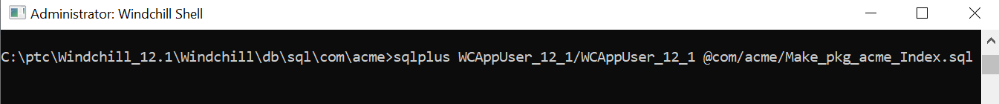 Administrator: Windchill Shell
C:\ptc\Windchill_12.1\Windchill\db\sql\com\acme>sqlplus WCAppUser_12_1/WCAppUser_12_1 @com/acme/Make_pkg_acme_Index.sql